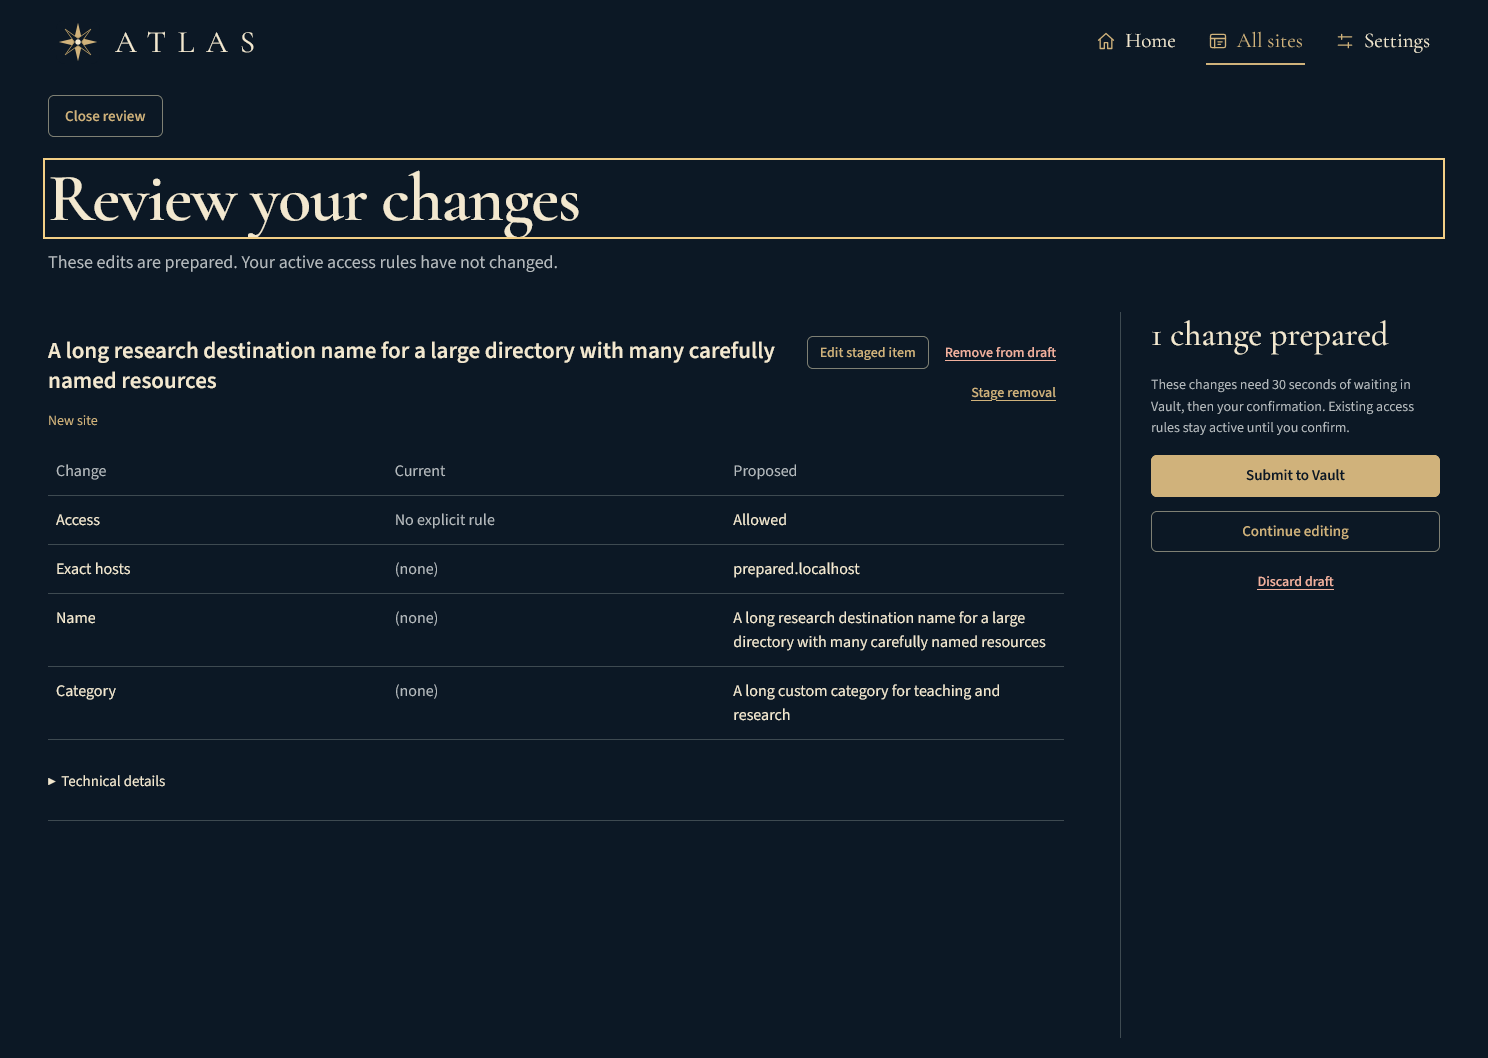 ATLAS
Home
All sites
Settings
Close review
Review your changes
These edits are prepared. Your active access rules have not changed.
A long research destination name for a large directory with many carefully
named resources
Edit staged item
Remove from draft
Stage removal
New site
Change Current Proposed
Access No explicit rule Allowed
Exact hosts (none) prepared.localhost
Name (none) A long research destination name for a large
directory with many carefully named resources
Category (none) A long custom category for teaching and
research
Technical details
1 change prepared
These changes need 30 seconds of waiting in
Vault, then your confirmation. Existing access
rules stay active until you confirm.
Submit to Vault
Continue editing
Discard draft